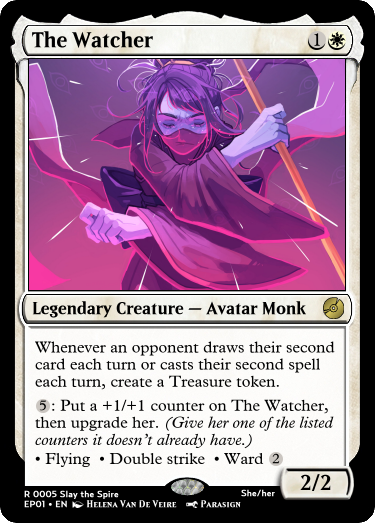 The Watcher 1
Legendary Creature — Avatar Monk
Whenever an opponent draws their second
card each turn or casts their second spell
each turn, create a Treasure token.
5: Put a +1/+1 counter on The Watcher,
then upgrade her. (Give her one of the listed
counters it doesn't already have.)
• Flying • Double strike • Ward 2
2/2
R 0005 Slay the Spire She/her
EP01 • EN HELENA VAN DE VEIRE PARASIGN